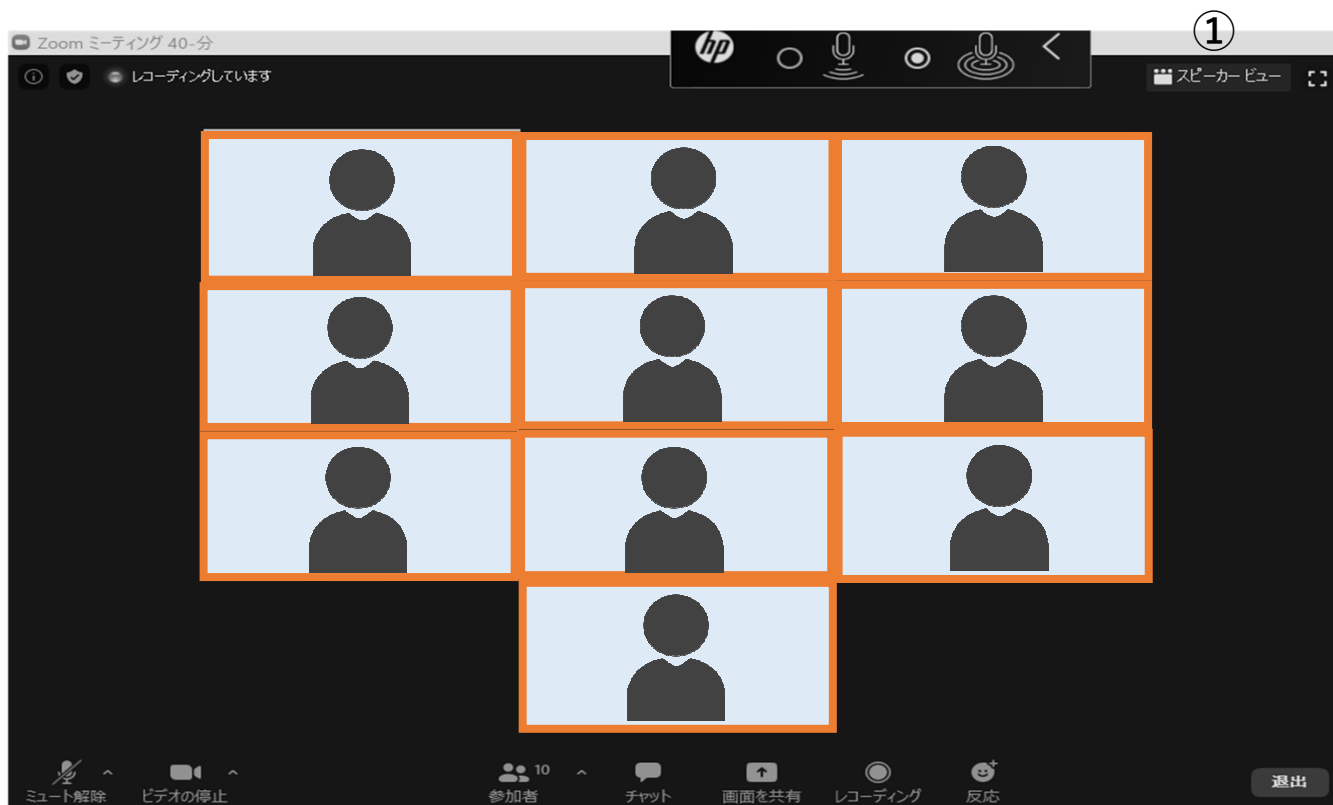 ①
Zoom ミーティング 40-分
hp
レコーディングしています
スピーカー ビュー
10
ミュート解除
ビデオの停止
参加者
チャット
画面を共有
レコーディング
反応
退出